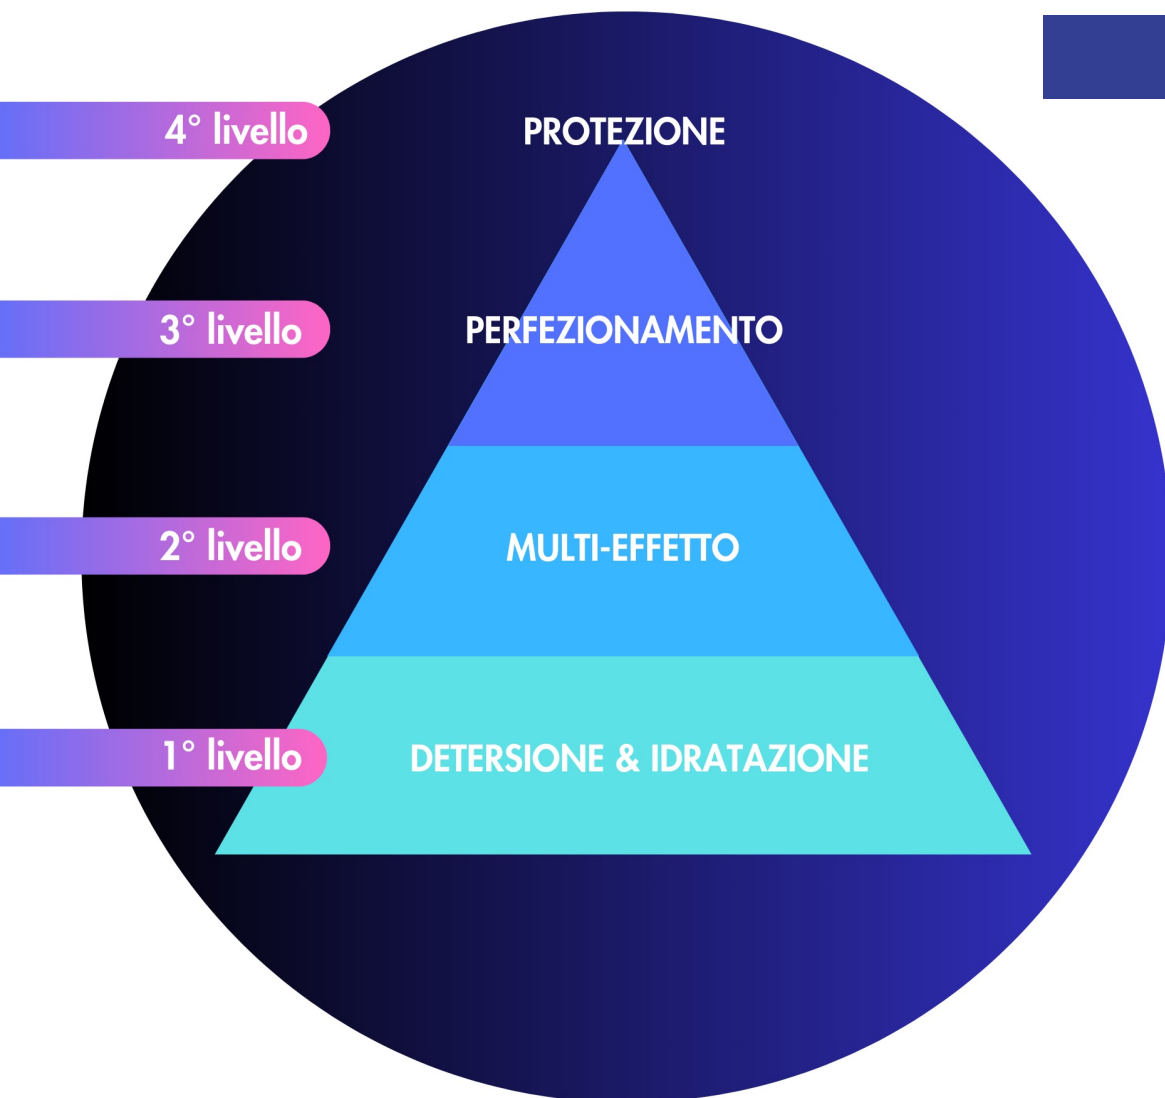 4° livello
PROTEZIONE
3° livello
PERFEZIONAMENTO
2° livello
MULTI-EFFETTO
1° livello
DETERSIONE & IDRATAZIONE